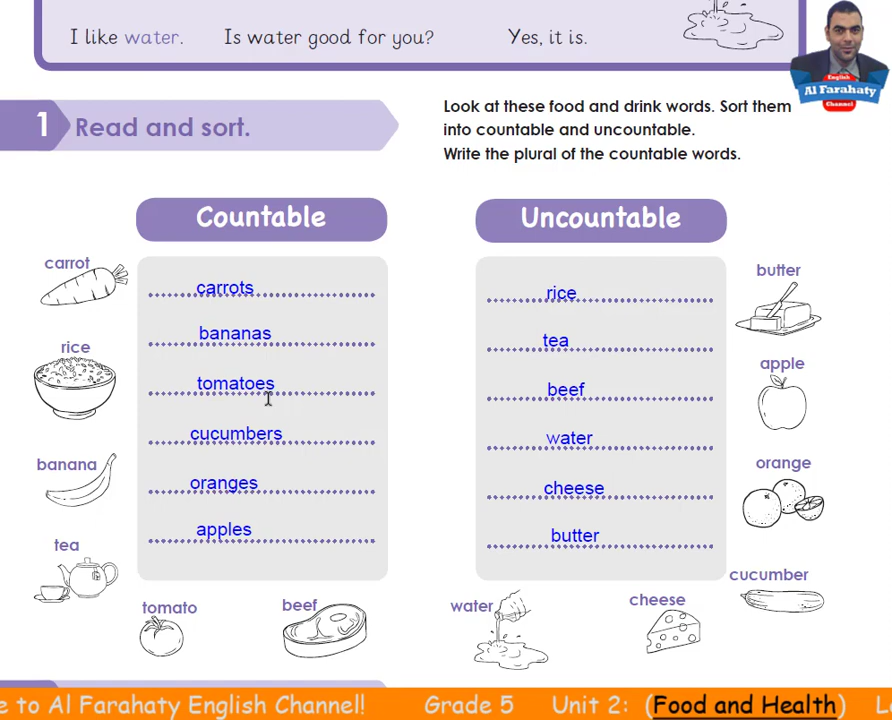 I like water. Is water good for you? Yes, it is.
English
Al Farahaty
Channel
1 Read and sort.
Look at these food and drink words. Sort them
into countable and uncountable.
Write the plural of the countable words.
Countable
Uncountable
carrot
rice
banana
tea
tomato
beef
carrots
bananas
tomatoes
cucumbers
oranges
apples
rice
tea
beef
water
cheese
butter
butter
apple
orange
cucumber
water
cheese
e to Al Farahaty English Channel! Grade 5 Unit 2: (Food and Health) L